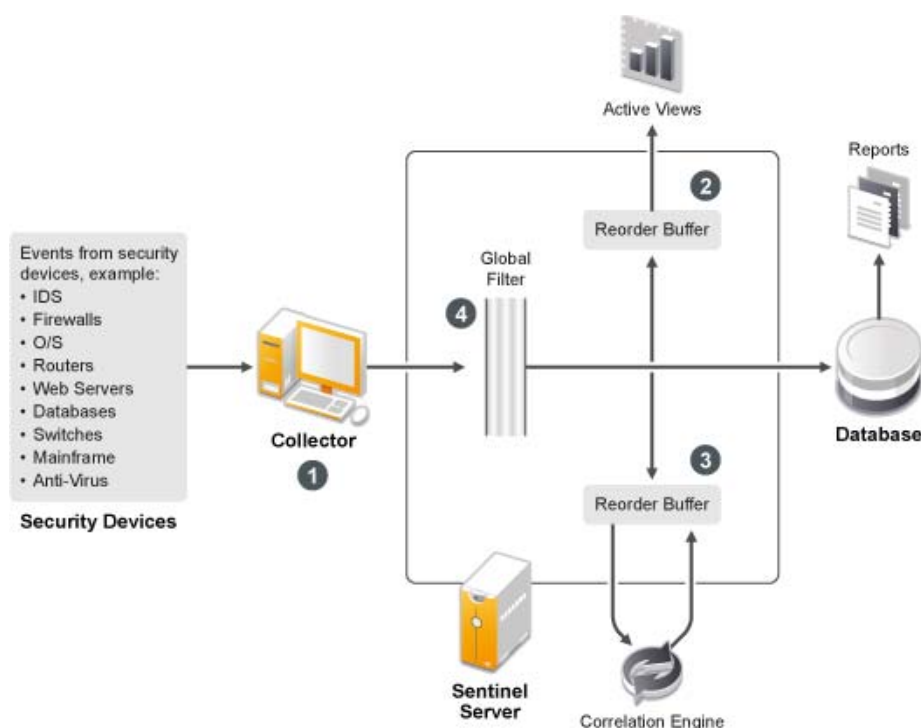 Active Views
Reports
2
Reorder Buffer
Events from security
devices, example:
• IDS
• Firewalls
• O/S
• Routers
• Web Servers
• Databases
• Switches
• Mainframe
• Anti-Virus
Security Devices
Collector
1
Global
Filter
4
Database
3
Reorder Buffer
Sentinel
Server
Correlation Engine